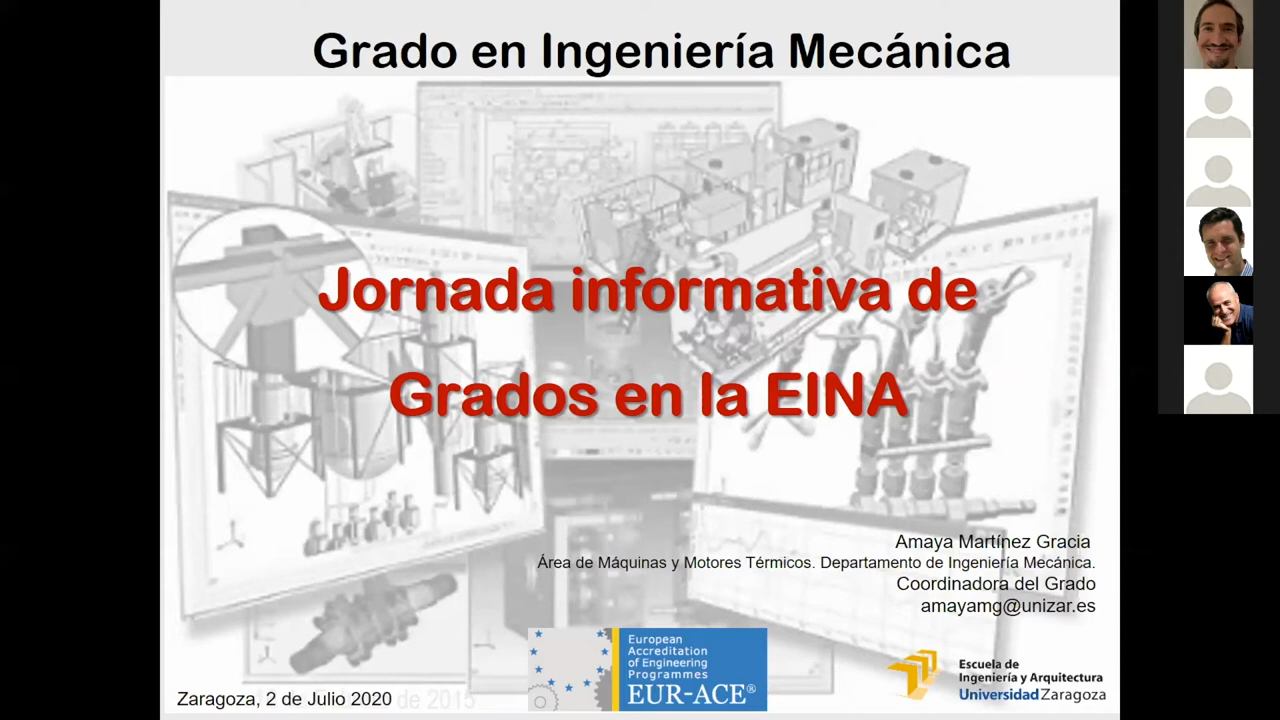 Grado en Ingeniería Mecánica
Jornada informativa de
Grados en la EINA
Amaya Martínez Gracia
Área de Máquinas y Motores Térmicos. Departamento de Ingeniería Mecánica.
Coordinadora del Grado
amayamg@unizar.es
European
Accreditation
of Engineering
Programmes
EUR-ACE®
Escuela de
Ingeniería y Arquitectura
Universidad Zaragoza
Zaragoza, 2 de Julio 2020 de 2015